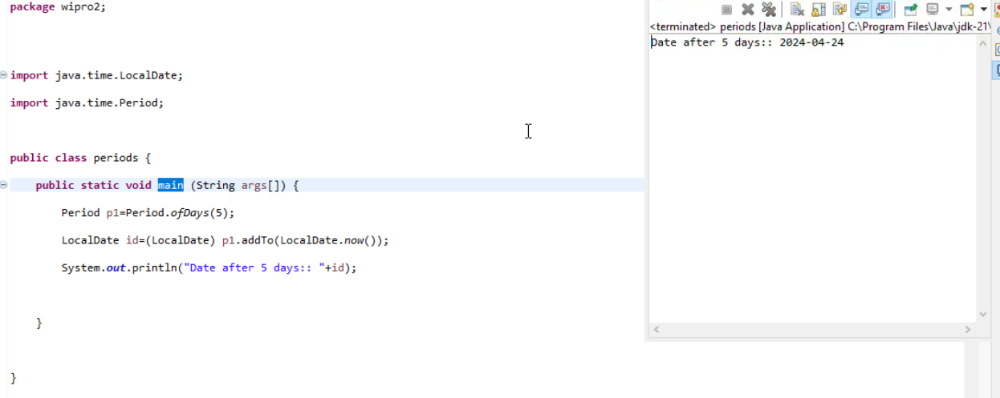 package wipro2;
import java.time.LocalDate;
import java.time.Period;
public class periods {
public static void main (String args[]) {
Period p1=Period.ofDays(5);
LocalDate id=(LocalDate) p1.addTo(LocalDate.now());
System.out.println("Date after 5 days:: "+id);
}
}
<terminated> periods [Java Application] C:\Program Files\Java\jdk-21\
Date after 5 days:: 2024-04-24